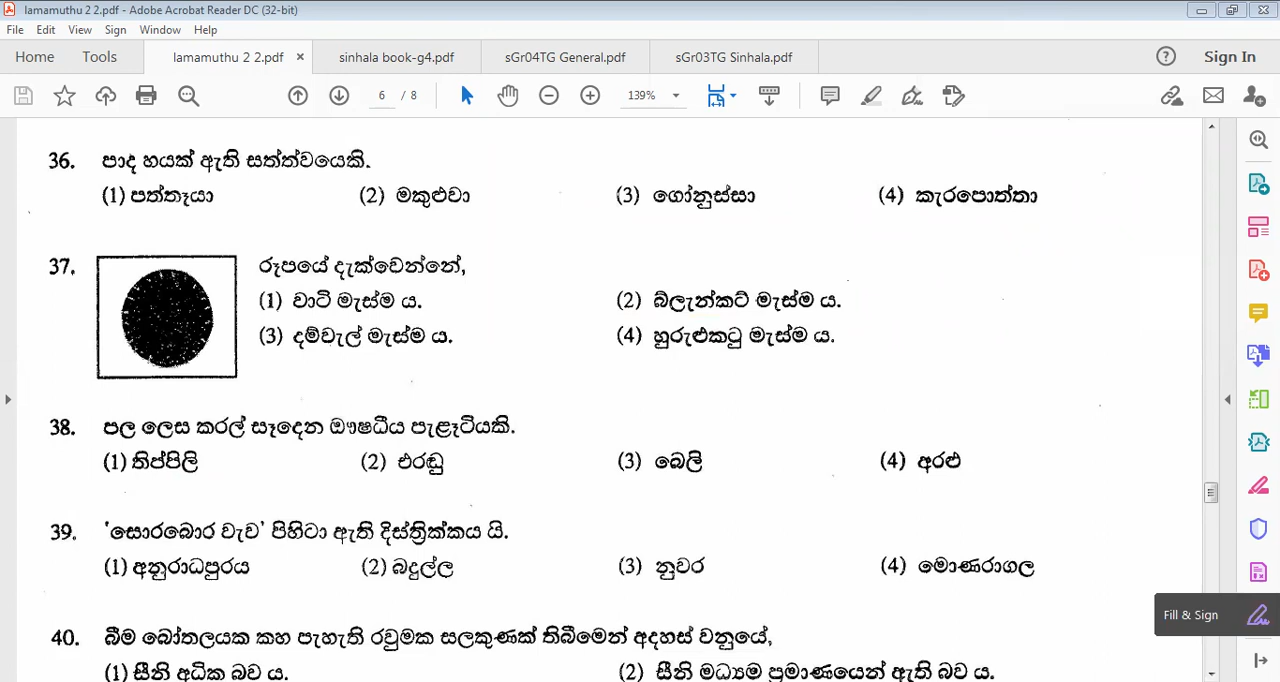 lamamuthu 2 2.pdf - Adobe Acrobat Reader DC (32-bit)
File Edit View Sign Window Help
Home Tools lamamuthu 2 2.pdf × sinhala book-g4.pdf sGr04TG General.pdf sGr03TG Sinhala.pdf ? Sign In
6 / 8 139%
36. පාද හයක් ඇති සත්ත්වයෙකි.
(1) පත්තෑයා (2) මකුළුවා (3) ගෝනුස්සා (4) කැරපොත්තා
37. රූපයේ දැක්වෙන්නේ,
(1) වාටි මැස්ම ය. (2) බ්ලැන්කට් මැස්ම ය.
(3) දම්වැල් මැස්ම ය. (4) හුරුළුකටු මැස්ම ය.
38. පල ලෙස කරල් සෑදෙන ඖෂධීය පැළෑටියකි.
(1) තිප්පිලි (2) එරඬු (3) බෙලි (4) අරළු
39. 'සොරබොර වැව' පිහිටා ඇති දිස්ත්‍රික්කය යි.
(1) අනුරාධපුරය (2) බදුල්ල (3) නුවර (4) මොණරාගල
Fill & Sign
40. බීම බෝතලයක කහ පැහැති රවුමක සලකුණක් තිබීමෙන් අදහස් වනුයේ,
(1) සීනි අධික බව ය. (2) සීනි මධ්‍යම ප්‍රමාණයෙන් ඇති බව ය.